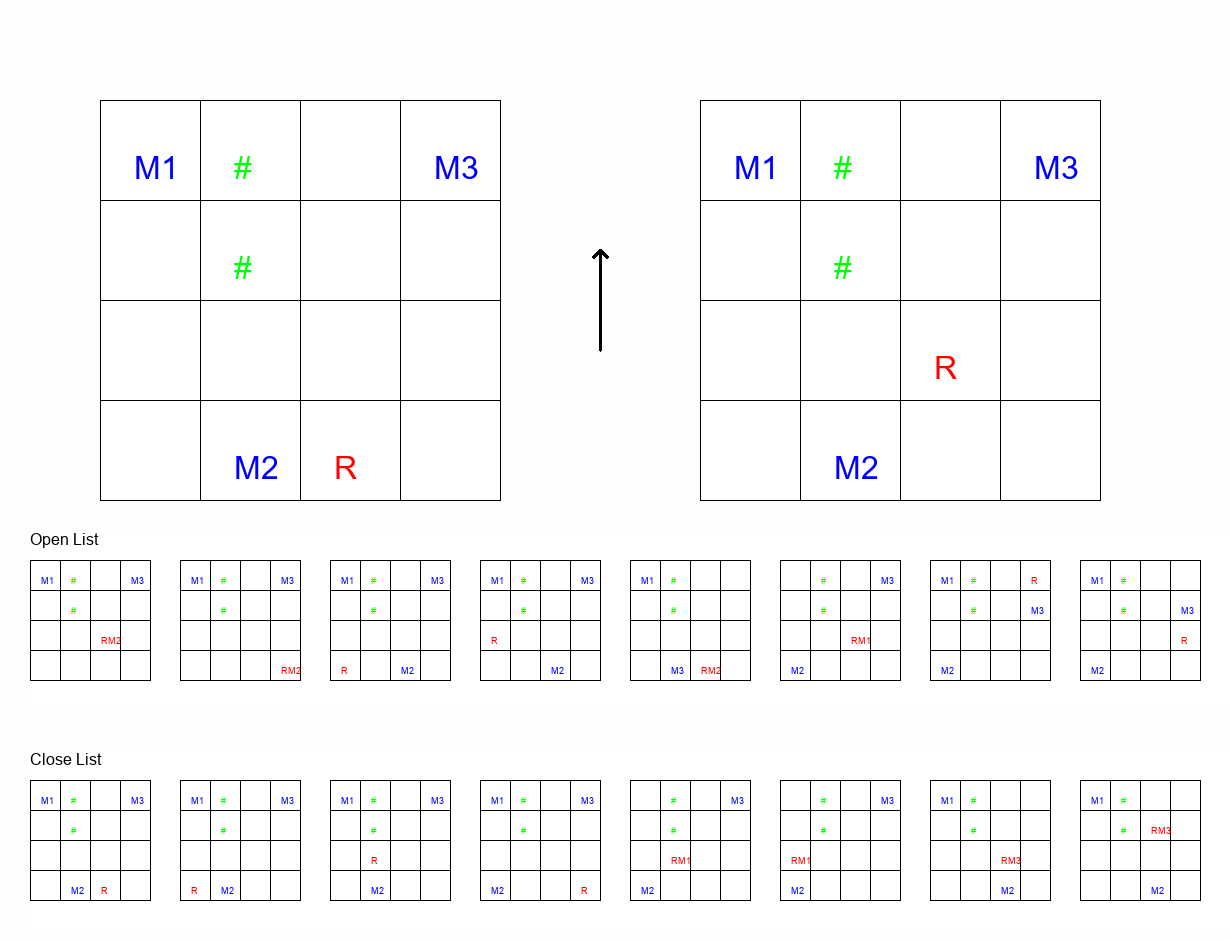 M1 # M3 M1 # M3
# #
R
M2 R M2
Open List
M1 # M3 M1 # M3 M1 # M3 M1 # M3 M1 # # M3 M1 # R M1 #
# # # # # # # M3 # M3
RM2 R RM1 R
RM2 R M2 M2 M3 RM2 M2 M2 M2
Close List
M1 # M3 M1 # M3 M1 # M3 M1 # M3 # M3 # M3 M1 # M1 #
# # # # # # # # RM3
R RM1 RM1 RM3
M2 R R M2 M2 M2 R M2 M2 M2 M2